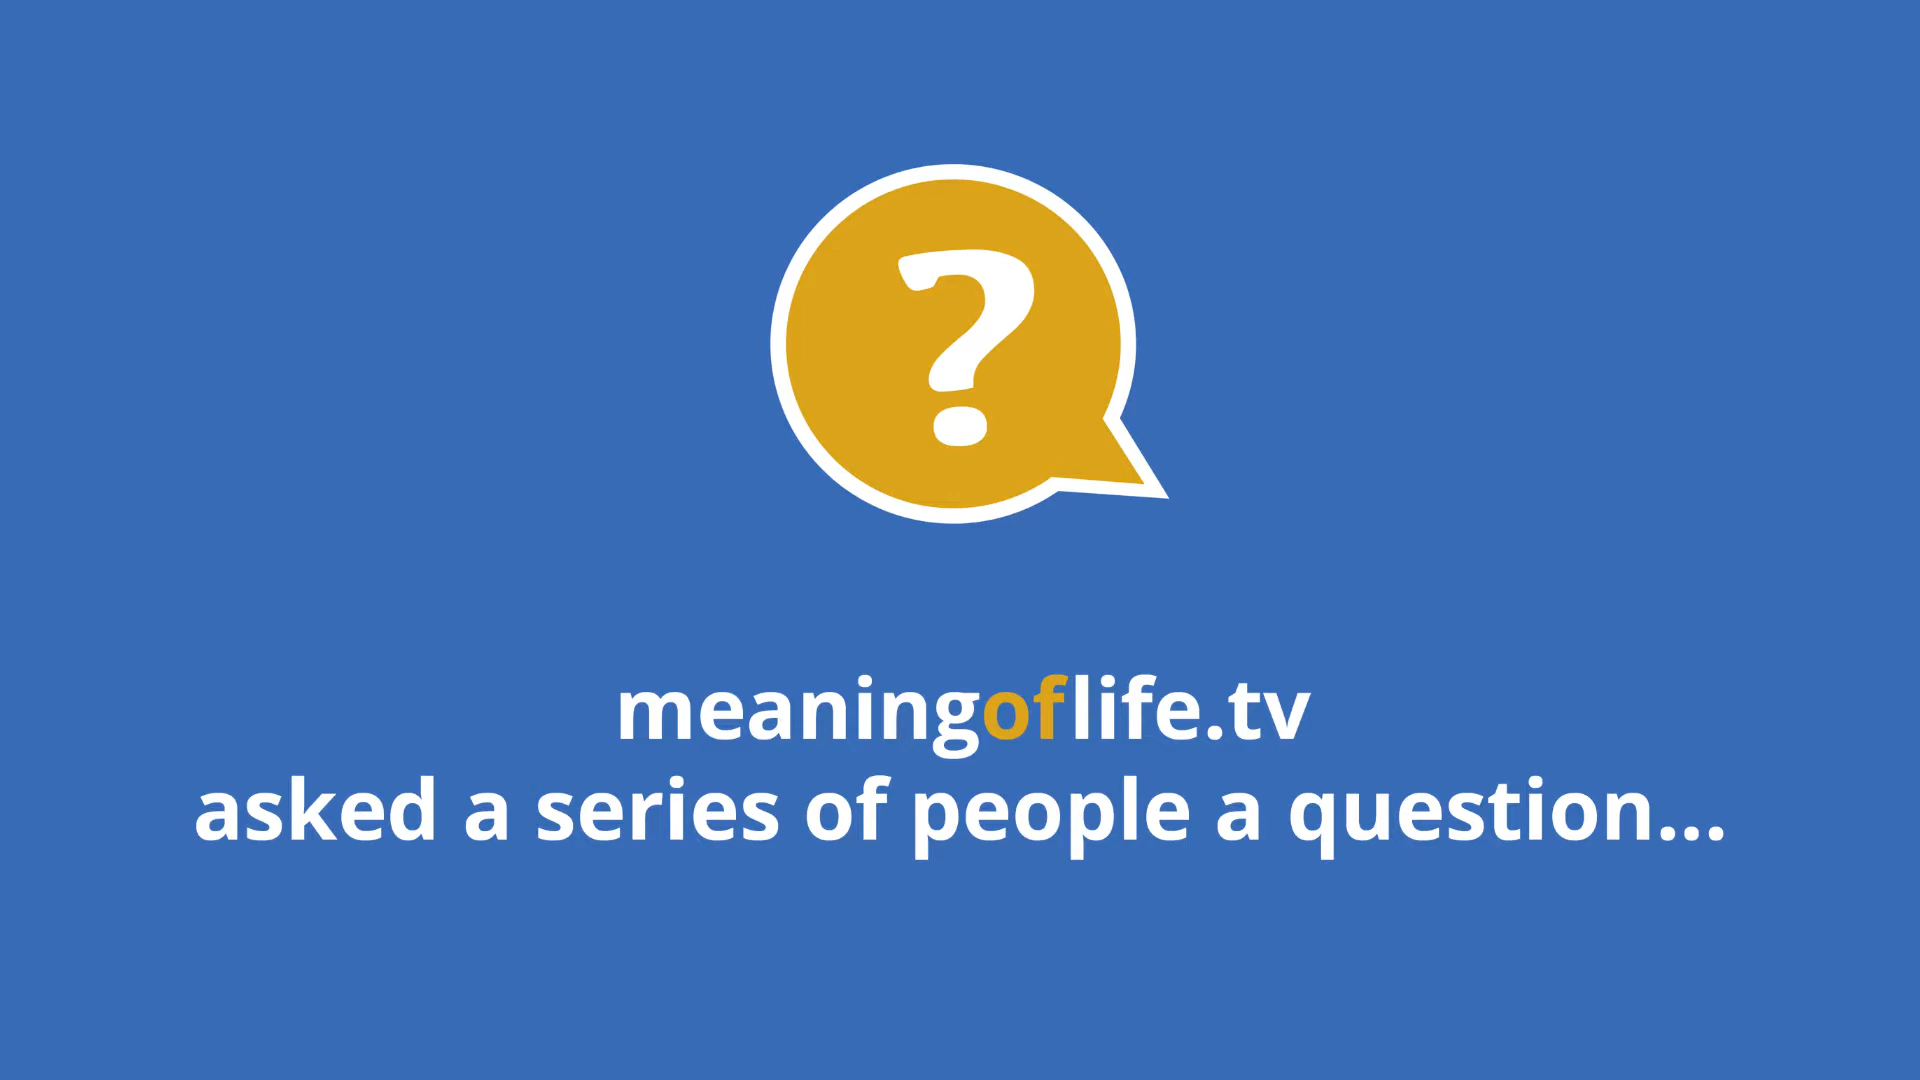 ?
meaningoflife.tv
asked a series of people a question...